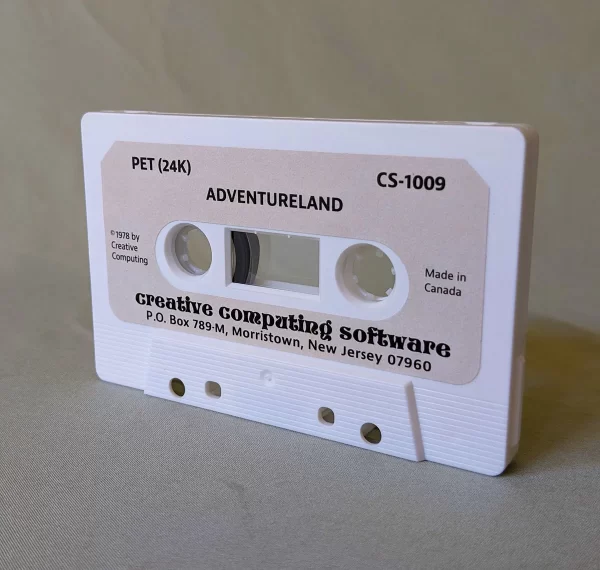 PET (24K)
CS-1009
ADVENTURELAND
©1978 by
Creative
Computing
Made in
Canada
creative computing software
P.O. Box 789-M, Morristown, New Jersey 07960